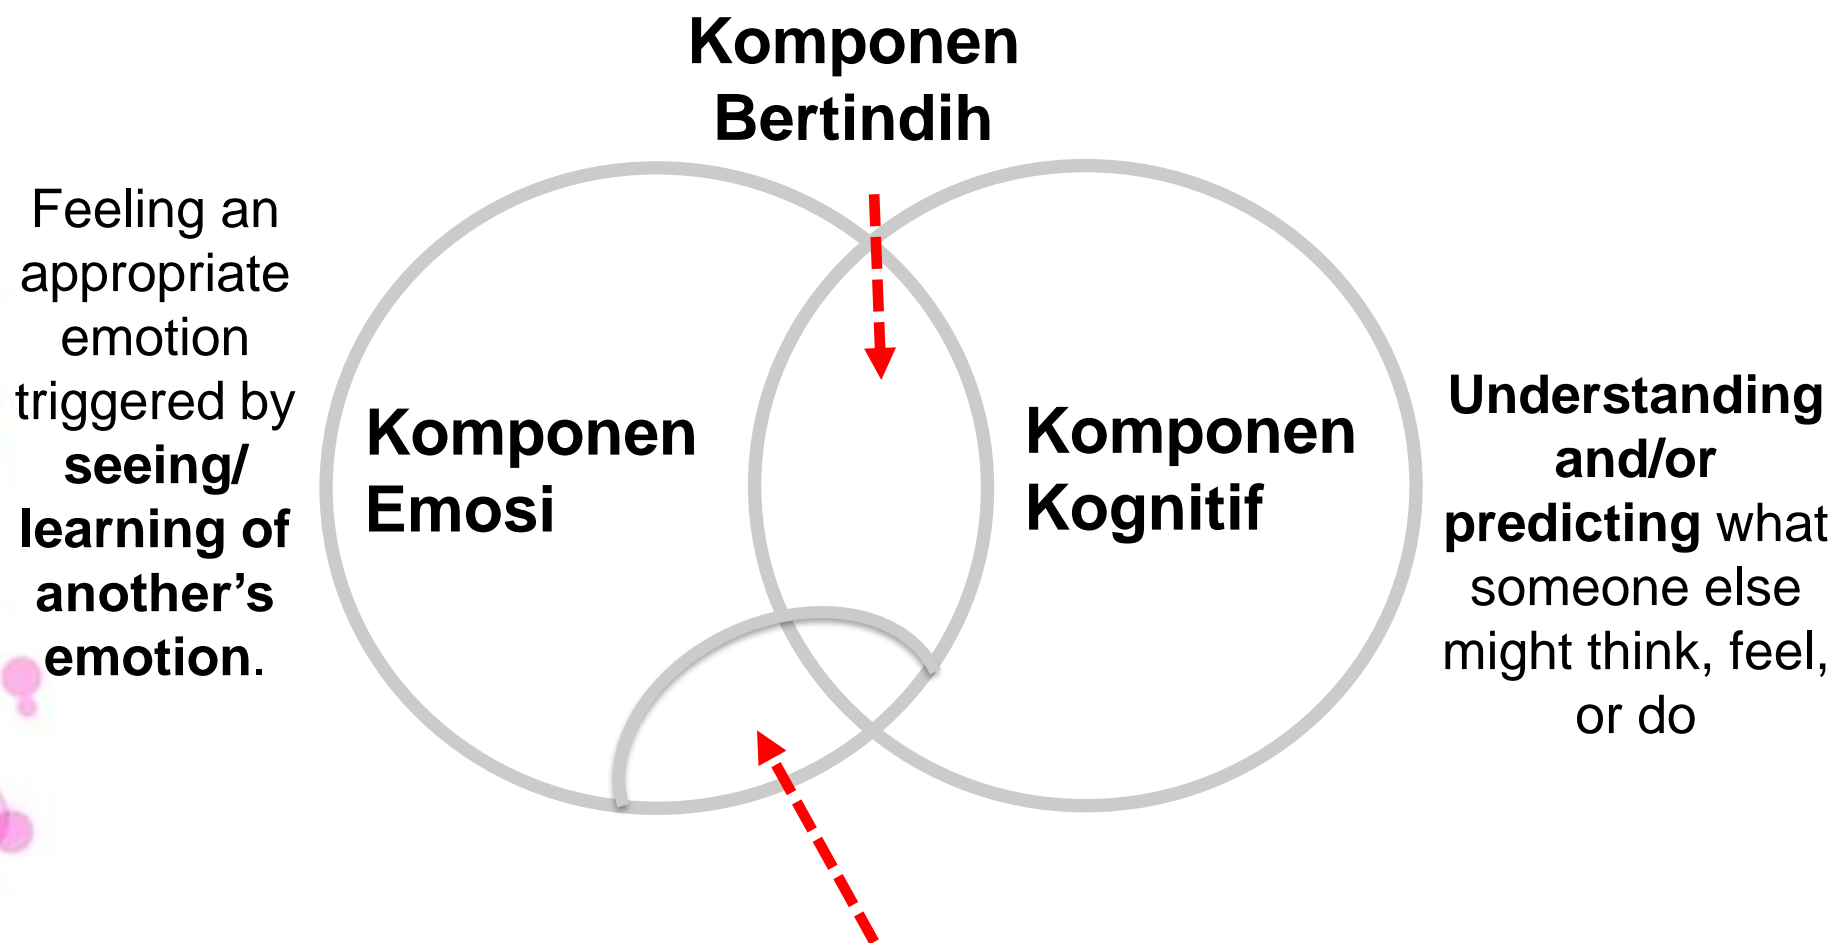 Komponen
Bertindih
Feeling an
appropriate
emotion
triggered by
seeing/
learning of
another’s
emotion.
Komponen
Emosi
Komponen
Kognitif
Understanding
and/or
predicting what
someone else
might think, feel,
or do